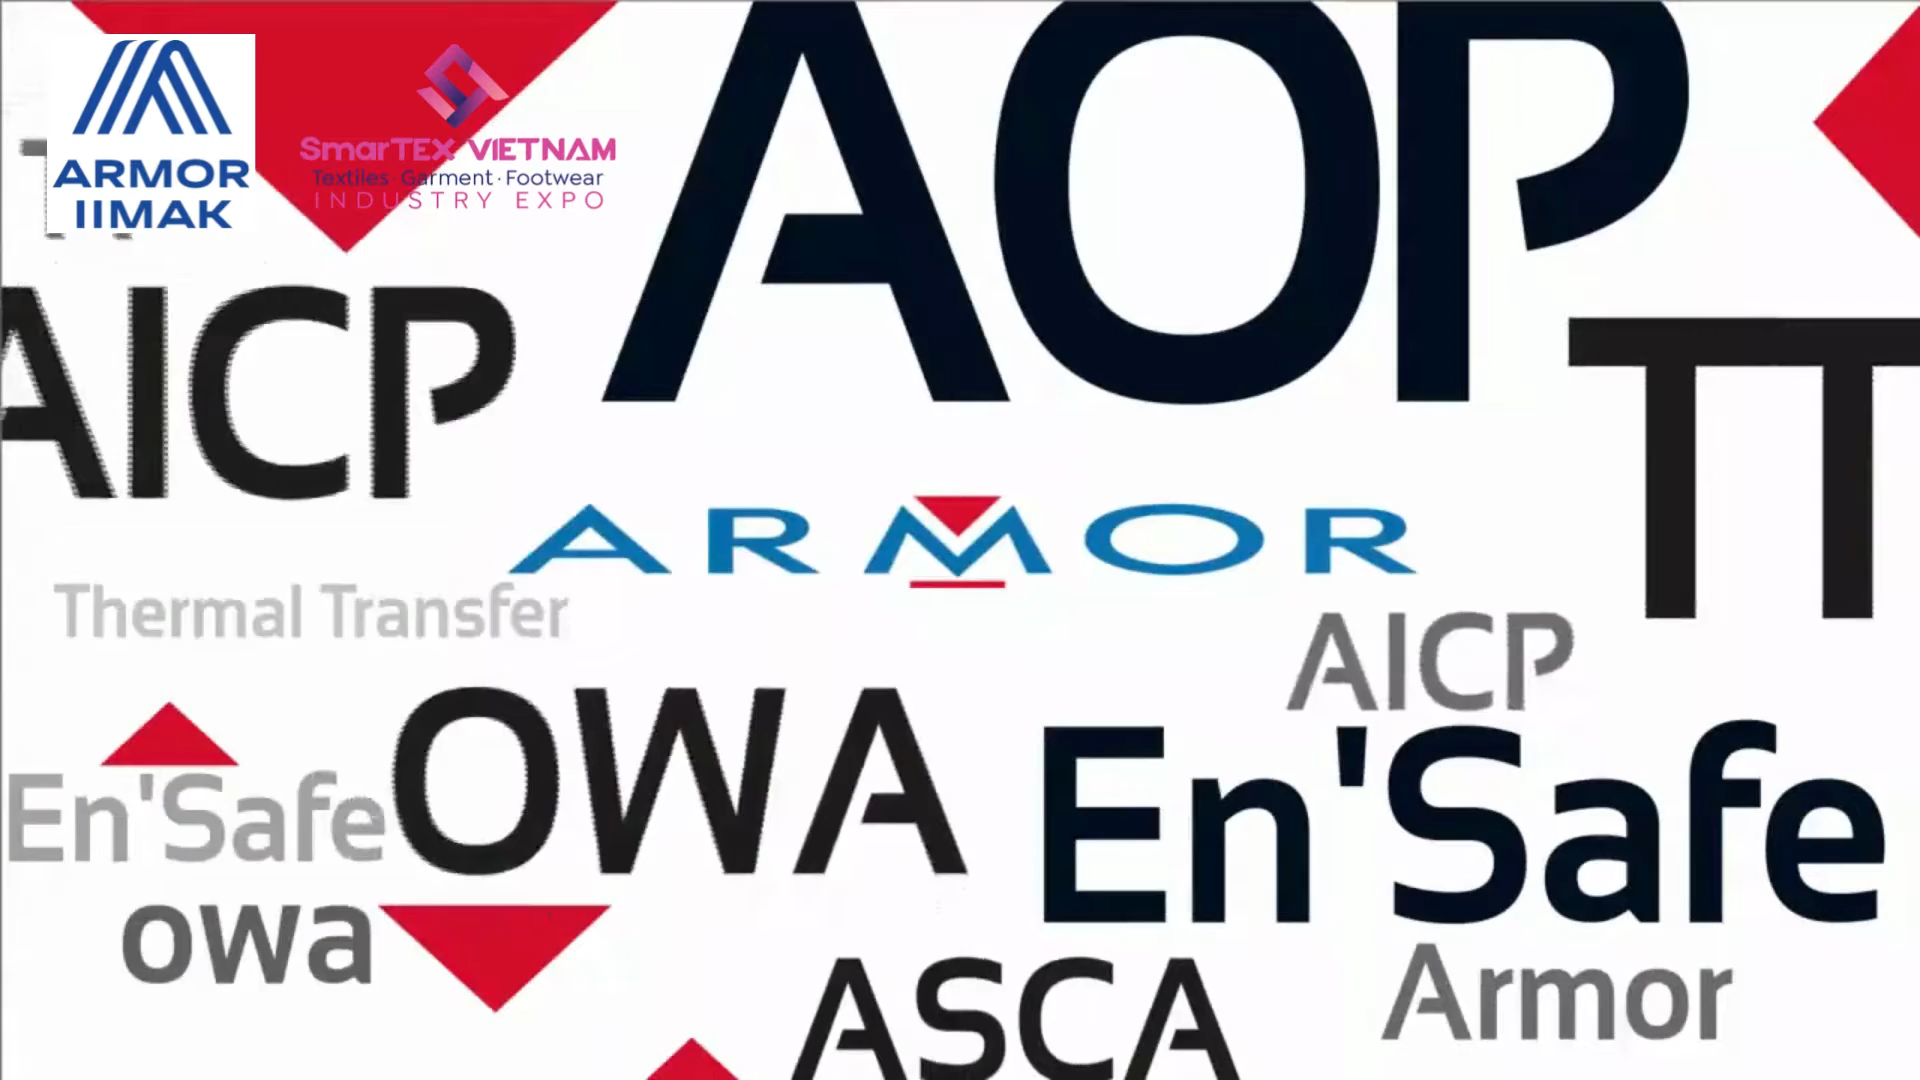 AOP
ARMOR
IIMAK
SmarTEX VIETNAM
Textiles · Garment · Footwear
INDUSTRY EXPO
AICP
TT
ARMOR
Thermal Transfer
AICP
OWA
En'Safe
En'Safe
owa
Armor
ASCA